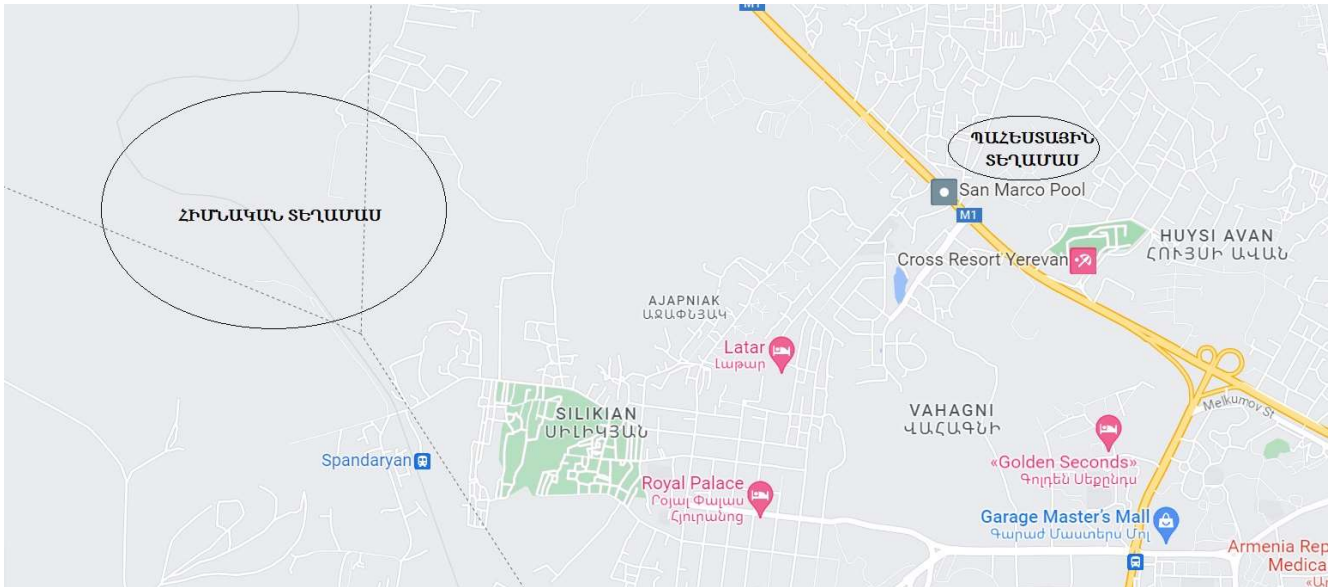 M1
ՊԱՀԵՍՏԱՅԻՆ
ՏԵՂԱՄԱՍ
San Marco Pool
ՀԻՄՆԱԿԱՆ ՏԵՂԱՄԱՍ
M1
HUYSI AVAN
ՀՈՒՅՍԻ ԱՎԱՆ
Cross Resort Yerevan
AJAPNIAK
ԱՋԱՓՆՅԱԿ
Latar
Լաթար
Melkumov St
SILIKIAN
ՍԻԼԻԿՅԱՆ
VAHAGNI
ՎԱՀԱԳՆԻ
Spandaryan
«Golden Seconds»
Գոլդեն Սեքընդս
Royal Palace
Րօյալ Փալաս
Հյուրանոց
Garage Master's Mall
Գարաժ Մաստերս Մոլ
Armenia Rep
Medica